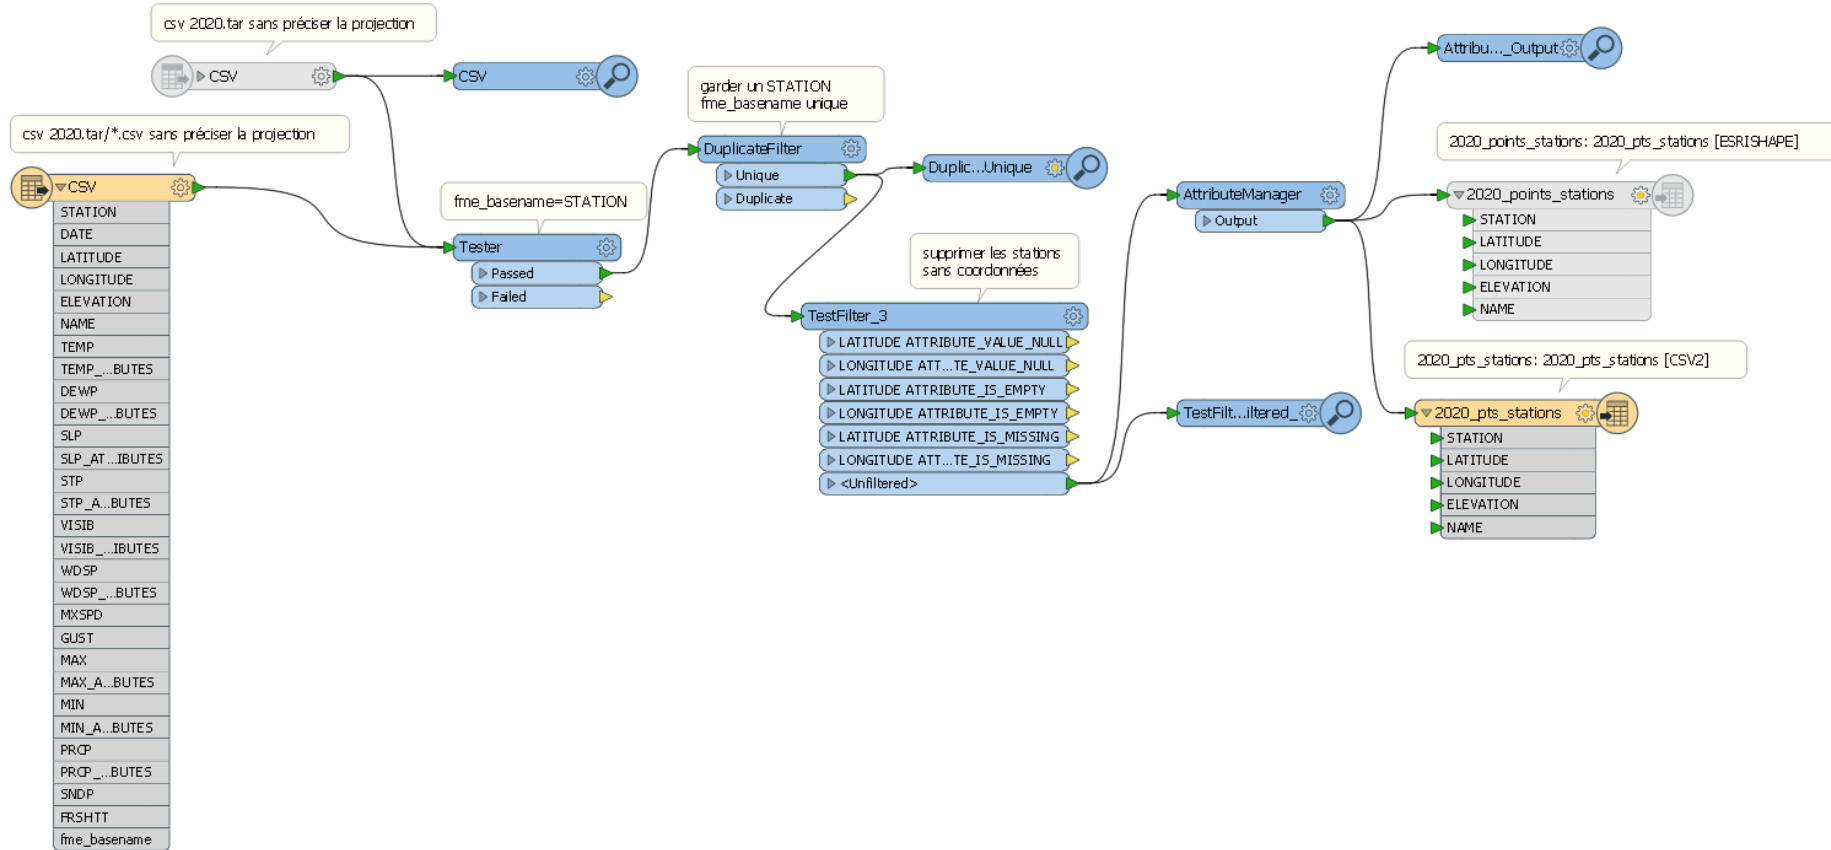 csv 2020.tar sans préciser la projection
CSV
CSV
csv 2020.tar/*.csv sans préciser la projection
CSV
STATION
DATE
LATITUDE
LONGITUDE
ELEVATION
NAME
TEMP
TEMP_...BUTES
DEWP
DEWP_...BUTES
SLP
SLP_AT...IBUTES
STP
STP_A...BUTES
VISIB
VISIB_...IBUTES
WDSP
WDSP_...BUTES
MXSPD
GUST
MAX
MAX_A...BUTES
MIN
MIN_A...BUTES
PRCP
PRCP_...BUTES
SNDP
FRSHTT
fme_basename
fme_basename=STATION
Tester
Passed
Failed
garder un STATION
fme_basename unique
DuplicateFilter
Unique
Duplicate
Duplic...Unique
supprimer les stations
sans coordonnées
TestFilter_3
LATITUDE ATTRIBUTE_VALUE_NULL
LONGITUDE ATT...TE_VALUE_NULL
LATITUDE ATTRIBUTE_IS_EMPTY
LONGITUDE ATTRIBUTE_IS_EMPTY
LATITUDE ATTRIBUTE_IS_MISSING
LONGITUDE ATT...TE_IS_MISSING
<Unfiltered>
AttributeManager
Output
TestFilt...iltered_
Attribu..._Output
2020_points_stations: 2020_pts_stations [ESRISHAPE]
2020_points_stations
STATION
LATITUDE
LONGITUDE
ELEVATION
NAME
2020_pts_stations: 2020_pts_stations [CSV2]
2020_pts_stations
STATION
LATITUDE
LONGITUDE
ELEVATION
NAME